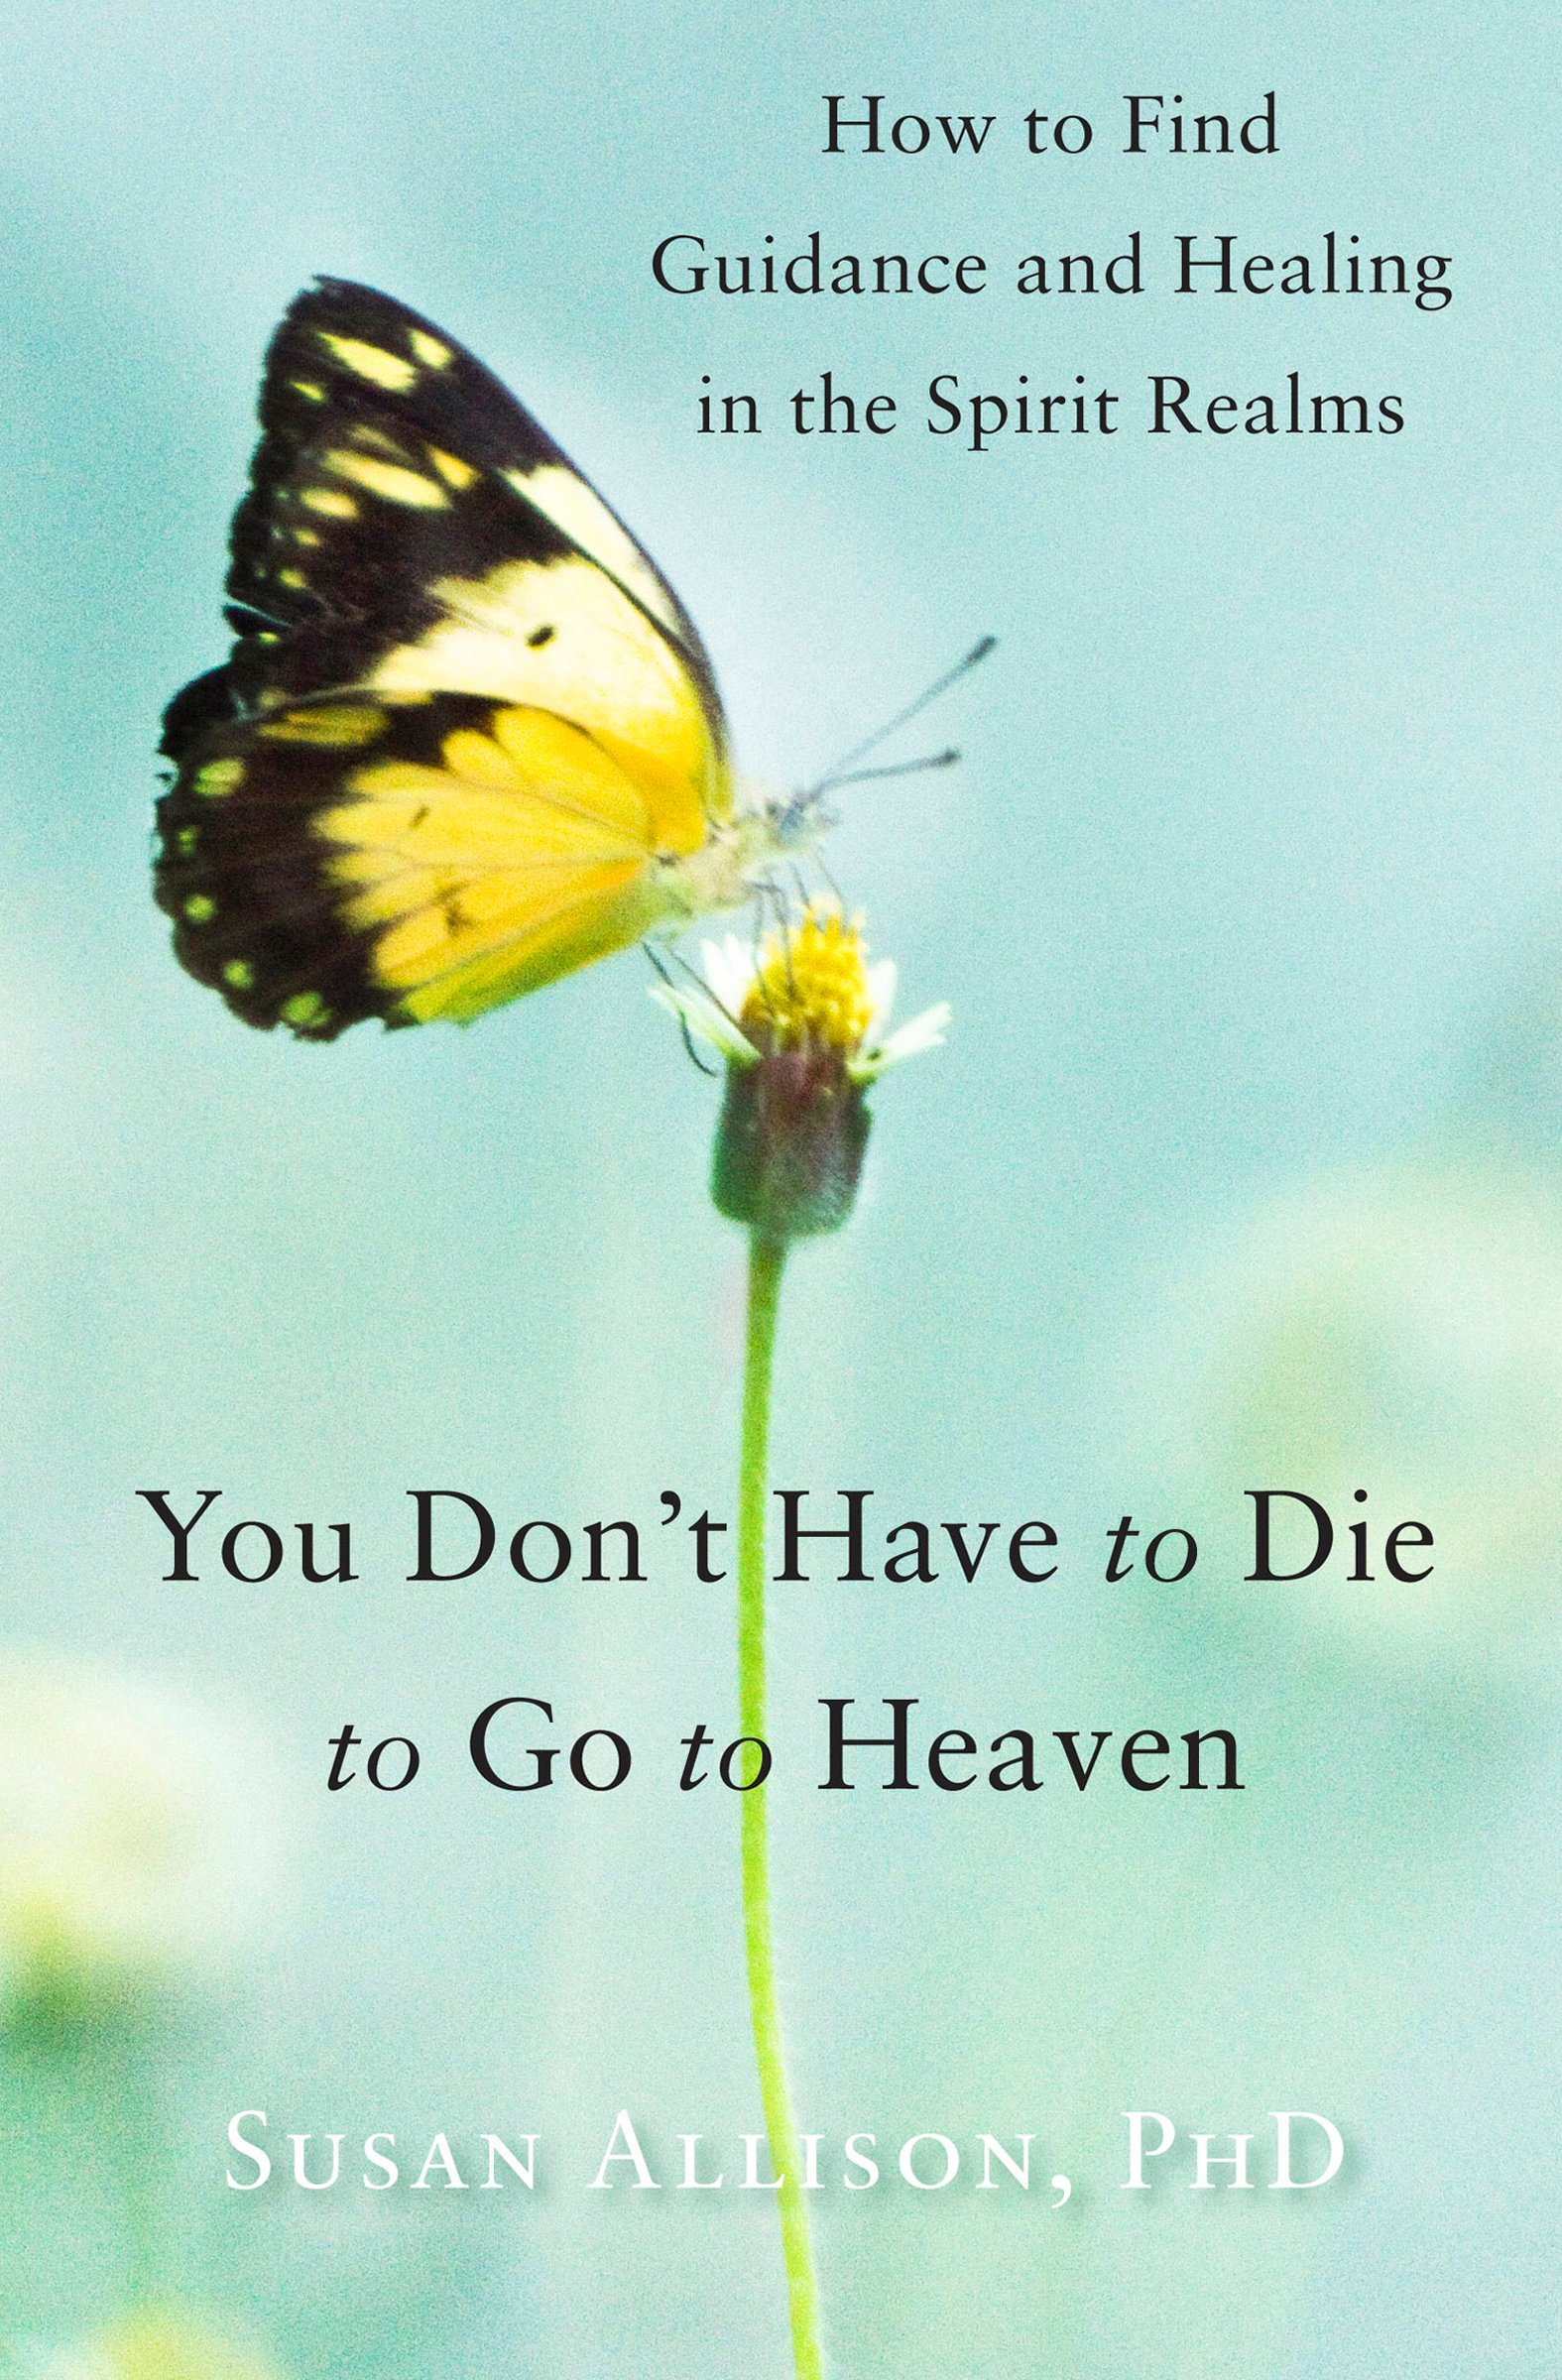 How to Find
Guidance and Healing
in the Spirit Realms
You Don’t Have to Die
to Go to Heaven
Susan Allison, PhD